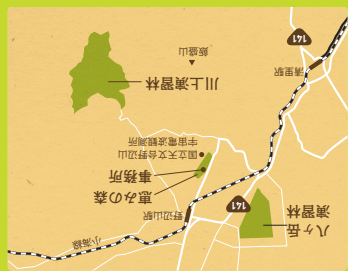 小海線
野辺山駅
八ヶ岳
演習林
141
恵みの森
事務所
国立天文台野辺山
宇宙電波観測所
川上演習林
清里駅
飯盛山
141